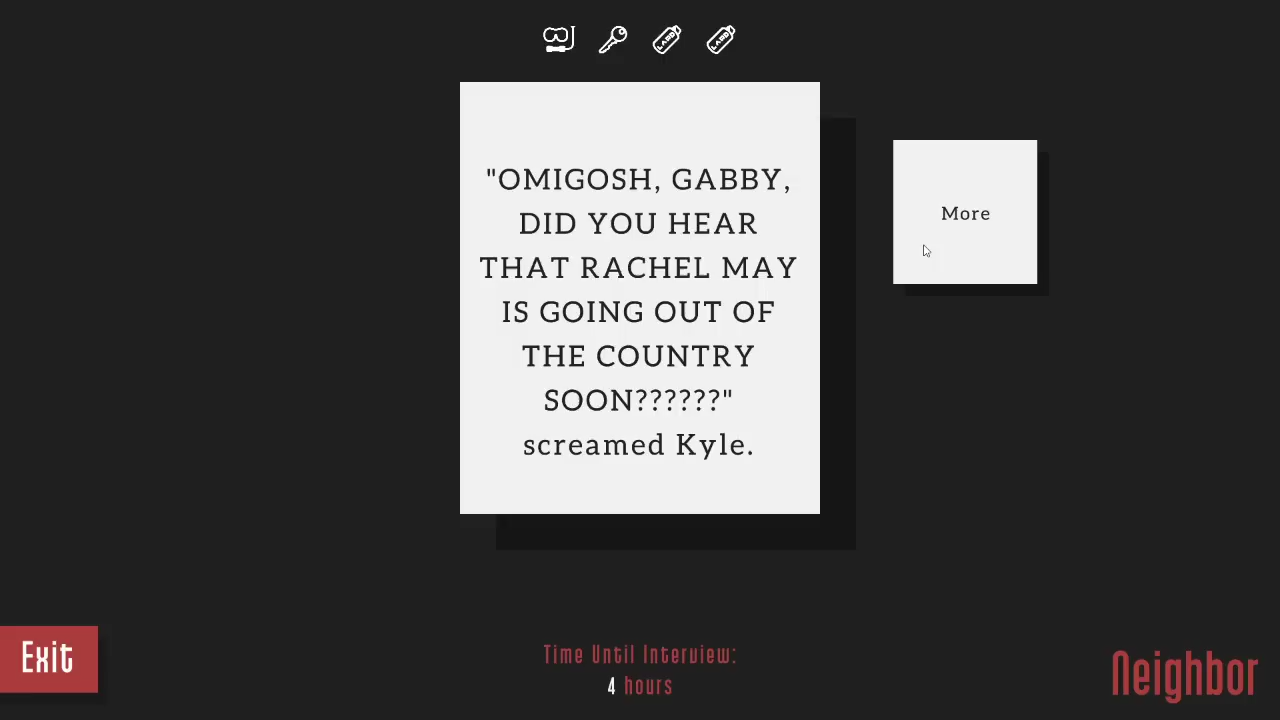 "OMIGOSH, GABBY,
DID YOU HEAR
THAT RACHEL MAY
IS GOING OUT OF
THE COUNTRY
SOON??????"
screamed Kyle.
More
Exit
Time Until Interview:
4 hours
Neighbor